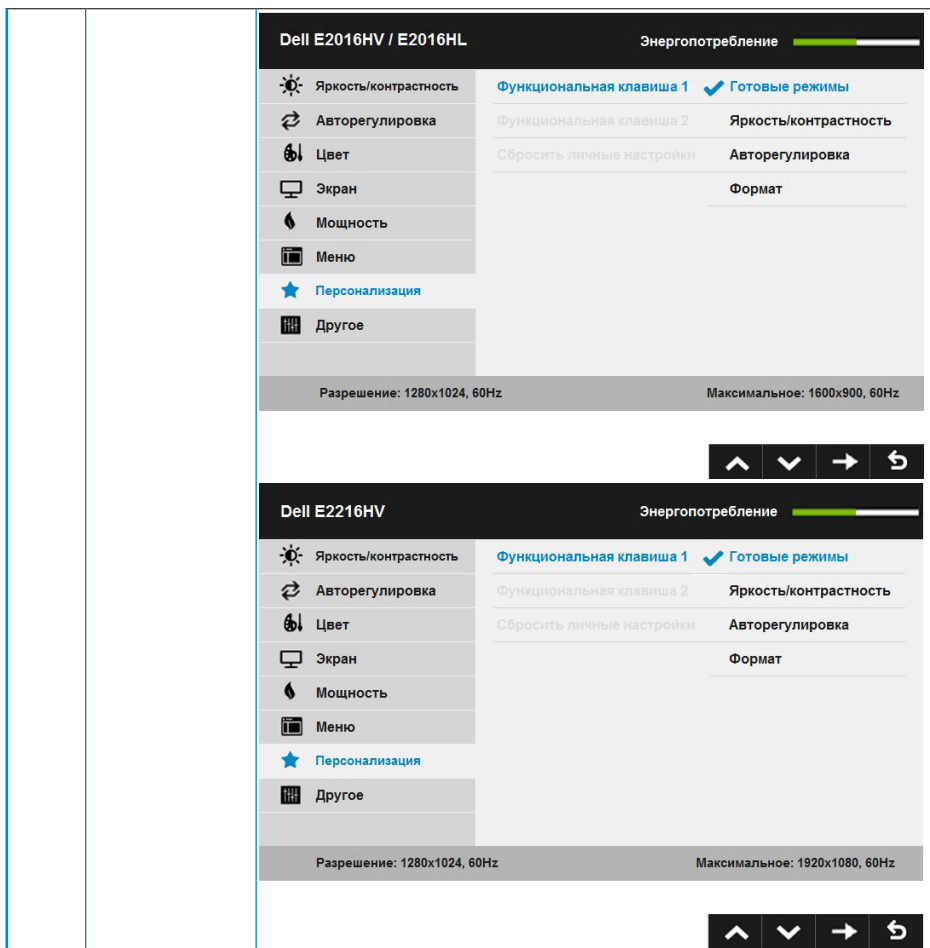 Dell E2016HV / E2016HL Энергопотребление
Яркость/контрастность Функциональная клавиша 1 Готовые режимы
Авторегулировка Функциональная клавиша 2 Яркость/контрастность
Цвет Сбросить личные настройки Авторегулировка
Экран Формат
Мощность
Меню
Персонализация
Другое
Разрешение: 1280x1024, 60Hz Максимальное: 1600x900, 60Hz
Dell E2216HV Энергопотребление
Яркость/контрастность Функциональная клавиша 1 Готовые режимы
Авторегулировка Функциональная клавиша 2 Яркость/контрастность
Цвет Сбросить личные настройки Авторегулировка
Экран Формат
Мощность
Меню
Персонализация
Другое
Разрешение: 1280x1024, 60Hz Максимальное: 1920x1080, 60Hz